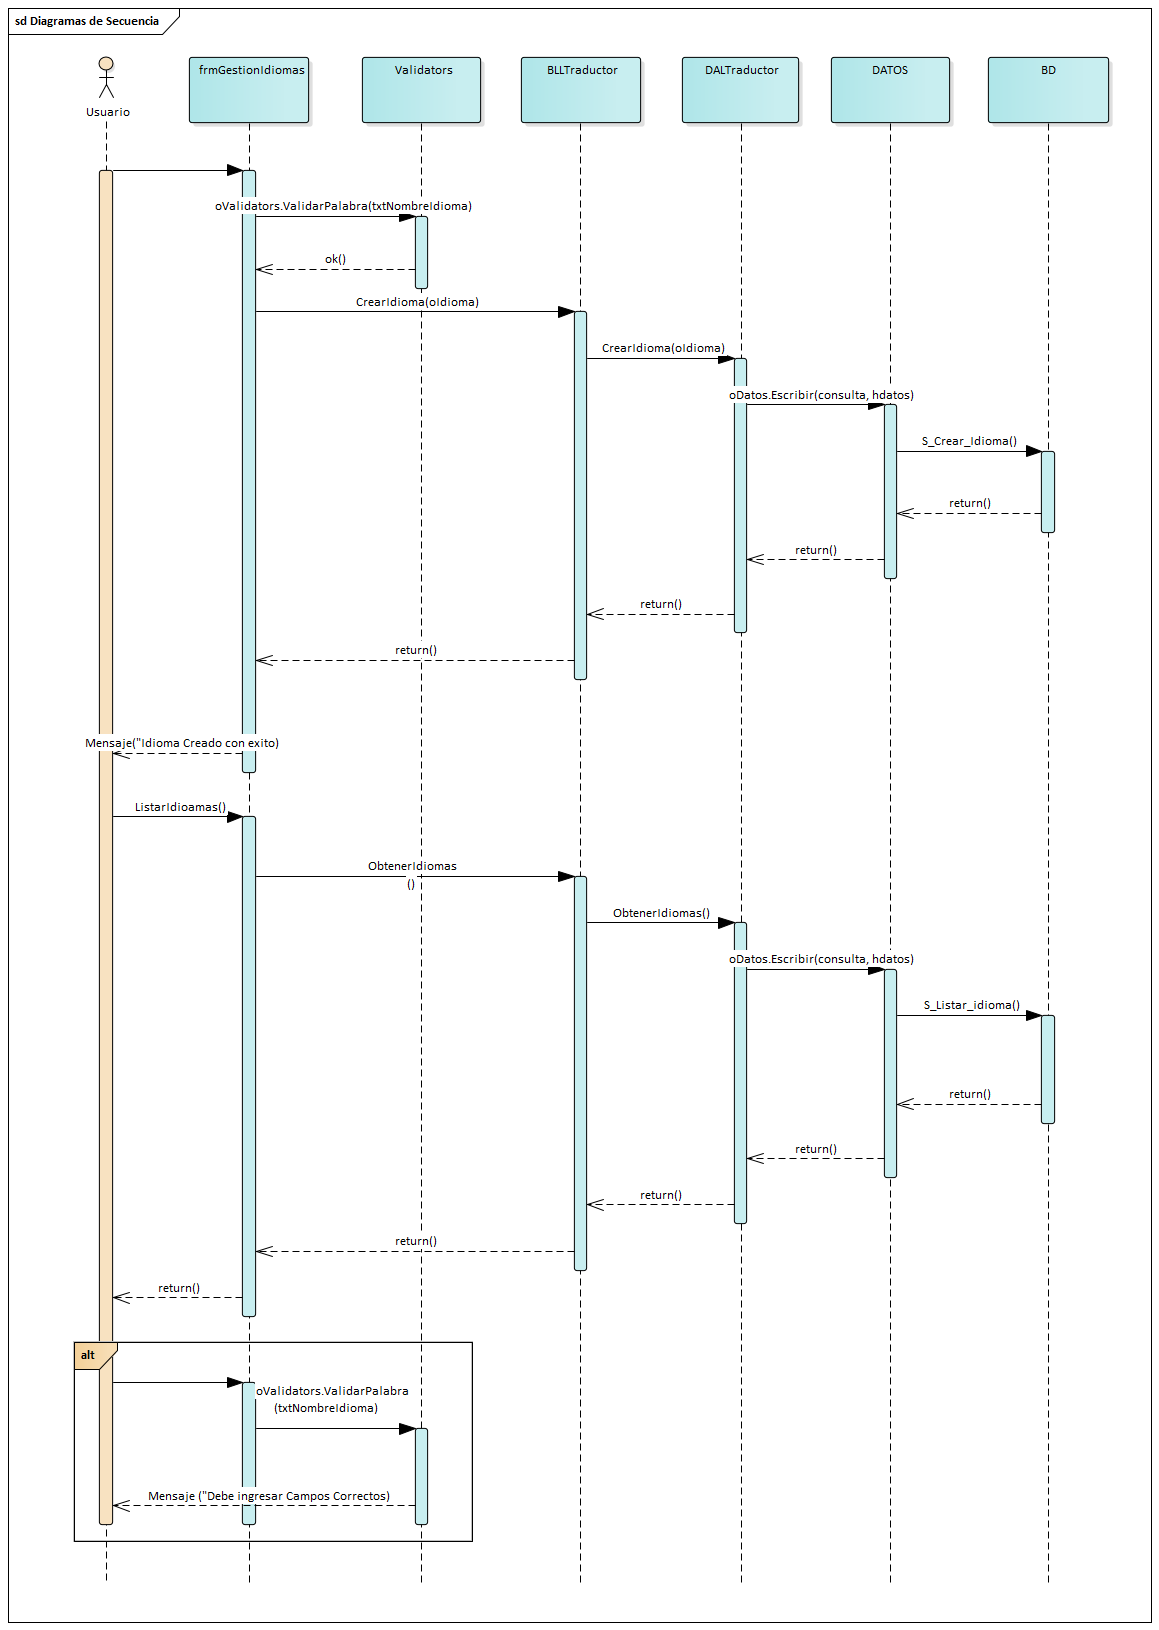 sd Diagramas de Secuencia
Usuario
frmGestionIdiomas
Validators
BLLTraductor
DALTraductor
DATOS
BD
oValidators.ValidarPalabra(txtNombreIdioma)
ok()
CrearIdioma(oIdioma)
CrearIdioma(oIdioma)
oDatos.Escribir(consulta, hdatos)
S_Crear_Idioma()
return()
return()
return()
return()
Mensaje("Idioma Creado con exito)
ListarIdioamas()
ObtenerIdiomas
()
ObtenerIdiomas()
oDatos.Escribir(consulta, hdatos)
S_Listar_idioma()
return()
return()
return()
return()
return()
alt
oValidators.ValidarPalabra
(txtNombreIdioma)
Mensaje ("Debe ingresar Campos Correctos)